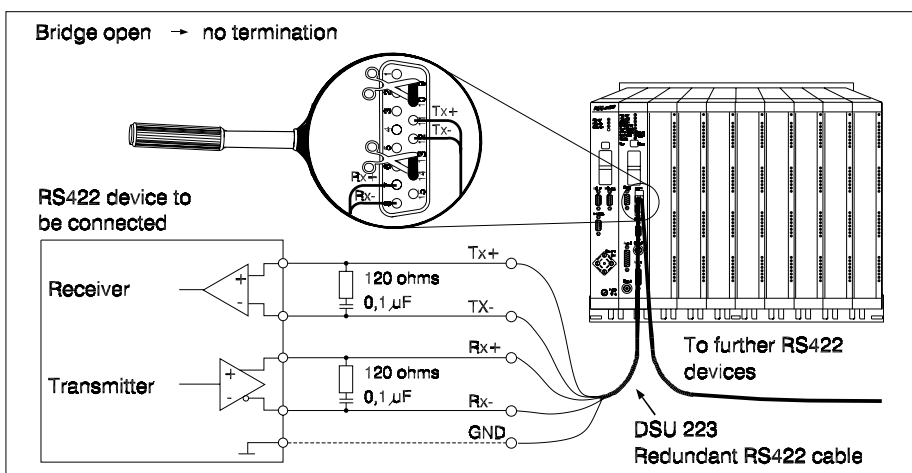 Bridge open → no termination
Tx+
Tx-
Rx+
Rx-
RS422 device to
be connected
Receiver
+
-
120 ohms
0,1 µF
Tx+
TX-
Transmitter
+
-
120 ohms
0,1 µF
Rx+
Rx-
GND
To further RS422
devices
DSU 223
Redundant RS422 cable